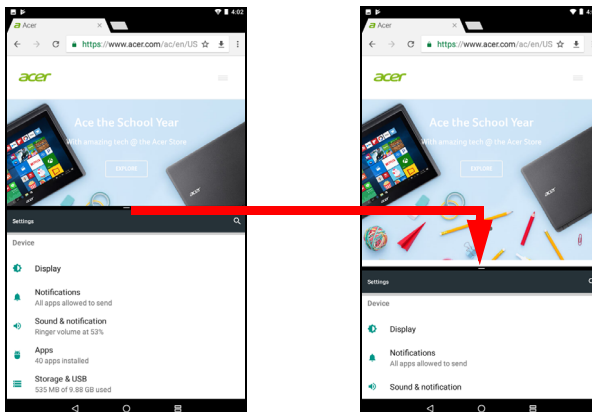 4:02
Acer
https://www.acer.com/ac/en/US
acer
Ace the School Year
With amazing tech @ the Acer Store
EXPLORE
acer
Settings
Device
Display
Notifications
All apps allowed to send
Sound & notification
Ringer volume at 53%
Apps
40 apps installed
Storage & USB
535 MB of 9.88 GB used
Acer
https://www.acer.com/ac/en/US
acer
Ace the School Year
With amazing tech @ the Acer Store
EXPLORE
acer
Settings
Device
Display
Notifications
All apps allowed to send
Sound & notification